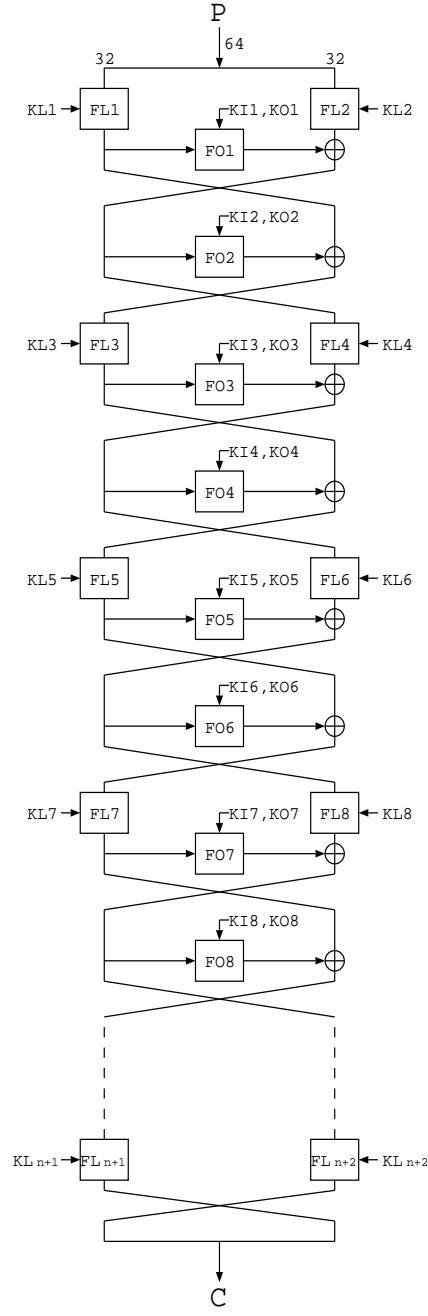 P
64
32 32
KL1 FL1 KI1,KO1 FL2 KL2
FO1
KI2,KO2
FO2
KL3 FL3 KI3,KO3 FL4 KL4
FO3
KI4,KO4
FO4
KL5 FL5 KI5,KO5 FL6 KL6
FO5
KI6,KO6
FO6
KL7 FL7 KI7,KO7 FL8 KL8
FO7
KI8,KO8
FO8
KL n+1 FL n+1 FL n+2 KL n+2
C